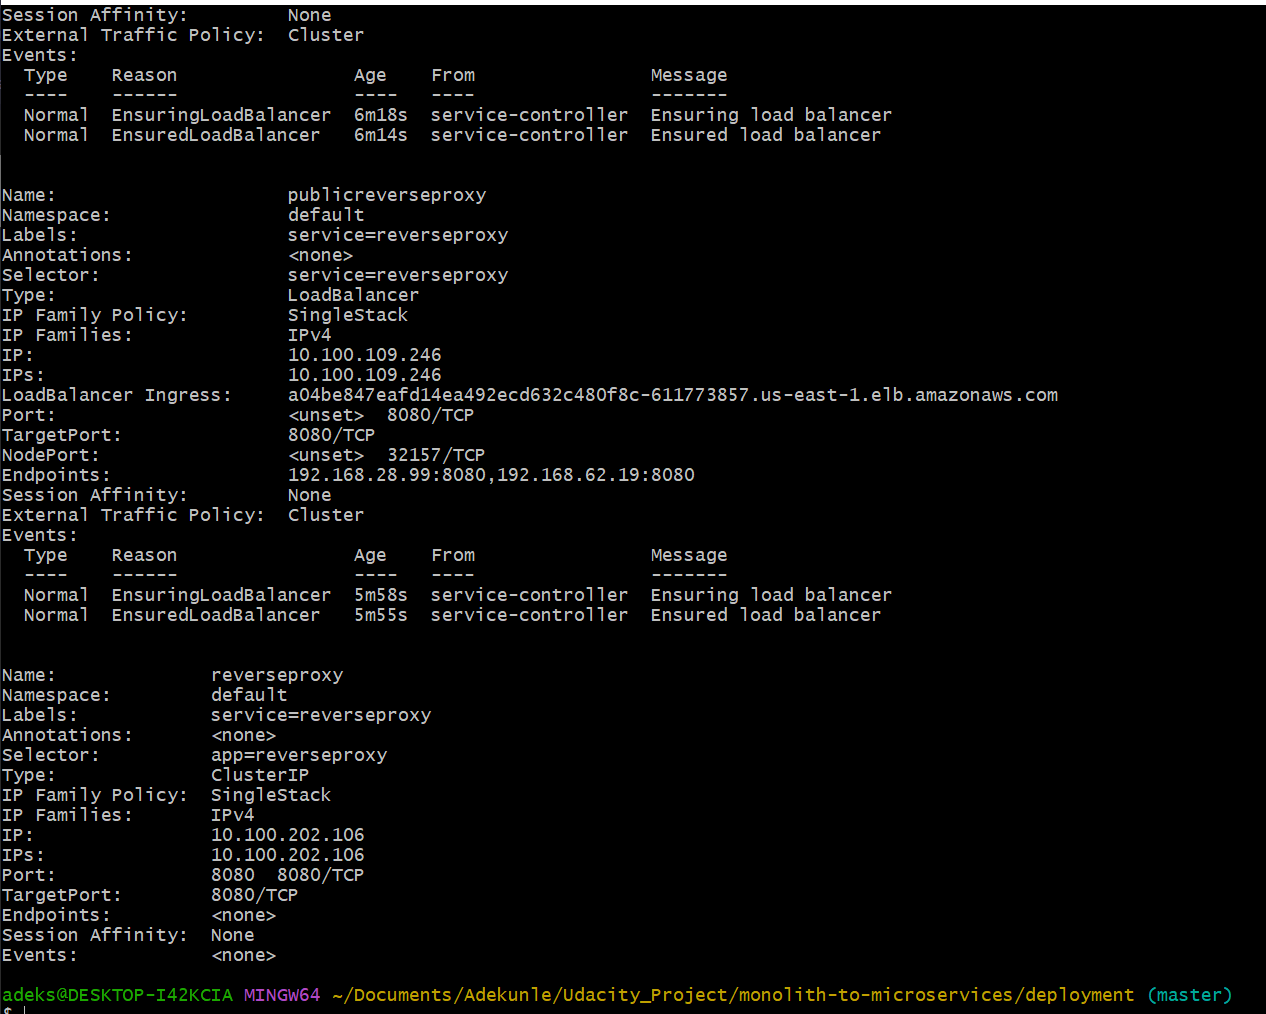 Session Affinity:         None
External Traffic Policy:  Cluster
Events:
  Type    Reason                Age   From                Message
  ----    ------                ----  ----                -------
  Normal  EnsuringLoadBalancer  6m18s  service-controller  Ensuring load balancer
  Normal  EnsuredLoadBalancer   6m14s  service-controller  Ensured load balancer
Name:                     publicreverseproxy
Namespace:                default
Labels:                   service=reverseproxy
Annotations:              <none>
Selector:                 service=reverseproxy
Type:                     LoadBalancer
IP Family Policy:         SingleStack
IP Families:              IPv4
IP:                       10.100.109.246
IPs:                      10.100.109.246
LoadBalancer Ingress:     a04be847eafd14ea492ecd632c480f8c-611773857.us-east-1.elb.amazonaws.com
Port:                     <unset>  8080/TCP
TargetPort:               8080/TCP
NodePort:                 <unset>  32157/TCP
Endpoints:                192.168.28.99:8080,192.168.62.19:8080
Session Affinity:         None
External Traffic Policy:  Cluster
Events:
  Type    Reason                Age   From                Message
  ----    ------                ----  ----                -------
  Normal  EnsuringLoadBalancer  5m58s  service-controller  Ensuring load balancer
  Normal  EnsuredLoadBalancer   5m55s  service-controller  Ensured load balancer
Name:              reverseproxy
Namespace:         default
Labels:            service=reverseproxy
Annotations:       <none>
Selector:          app=reverseproxy
Type:              ClusterIP
IP Family Policy:  SingleStack
IP Families:       IPv4
IP:                10.100.202.106
IPs:               10.100.202.106
Port:              8080  8080/TCP
TargetPort:        8080/TCP
Endpoints:         <none>
Session Affinity:  None
Events:            <none>
adeks@DESKTOP-I42KCIA MINGW64 ~/Documents/Adekunle/Udacity_Project/monolith-to-microservices/deployment (master)
$